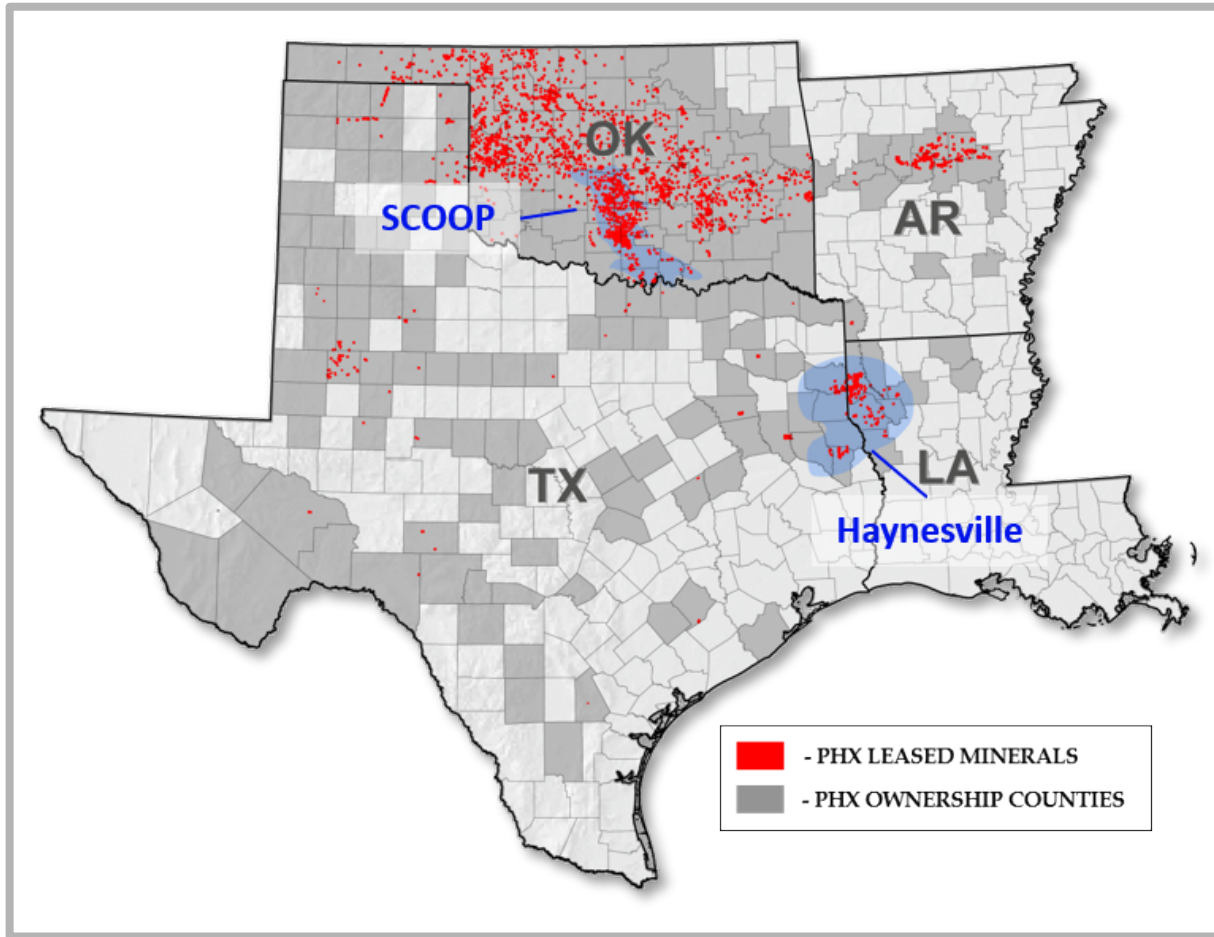 OK
SCOOP
AR
TX
LA
Haynesville
- PHX LEASED MINERALS
- PHX OWNERSHIP COUNTIES